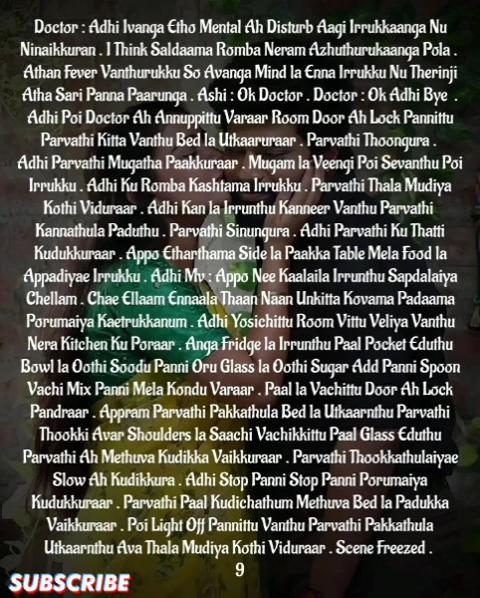 Doctor : Adhi Ivanga Etho Mental Ah Disturb Aagi Irrukkaanga Nu
Ninaikkuran . I Think Saldaama Romba Neram Azhuthurukaanga Pola .
Athan Fever Vanthurukku So Avanga Mind la Enna Irrukku Nu Therinji
Atha Sari Panna Paarunga . Ashi : Ok Doctor . Doctor : Ok Adhi Bye .
Adhi Poi Doctor Ah Annuppittu Varaar Room Door Ah Lock Pannittu
Parvathi Kitta Vanthu Bed la Utkaaruraar . Parvathi Thoongura .
Adhi Parvathi Mugatha Paakkuraar . Mugam la Veengi Poi Sevanthu Poi
Irrukku . Adhi Ku Romba Kashtama Irrukku . Parvathi Thala Mudiya
Kothi Viduraar . Adhi Kan la Irrunthu Kanneer Vanthu Parvathi
Kannathula Paduthu . Parvathi Sinungura . Adhi Parvathi Ku Thatti
Kudukkuraar . Appo Etharthama Side la Paakka Table Mela Food la
Appadiyae Irrukku . Adhi Mv : Appo Nee Kaalaila Irrunthu Sapdalaiya
Chellam . Chae Ellaam Ennaala Thaan Naan Unkitta Kovama Padaama
Porumaiya Kaetrukkanum . Adhi Yosichittu Room Vittu Veliya Vanthu
Nera Kitchen Ku Poraar . Anga Fridge la Irrunthu Paal Pocket Eduthu
Bowl la Oothi Soodu Panni Oru Glass la Oothi Sugar Add Panni Spoon
Vachi Mix Panni Mela Kondu Varaar . Paal la Vachittu Door Ah Lock
Pandraar . Appram Parvathi Pakkathula Bed la Utkaarnthu Parvathi
Thookki Avar Shoulders la Saachi Vachikkittu Paal Glass Eduthu
Parvathi Ah Methuva Kudikka Vaikkuraar . Parvathi Thookkathulaiyae
Slow Ah Kudikkura . Adhi Stop Panni Stop Panni Porumaiya
Kudukkuraar . Parvathi Paal Kudichathum Methuva Bed la Padukka
Vaikkuraar . Poi Light Off Pannittu Vanthu Parvathi Pakkathula
Utkaarnthu Ava Thala Mudiya Kothi Viduraar . Scene Freezed .
9
SUBSCRIBE